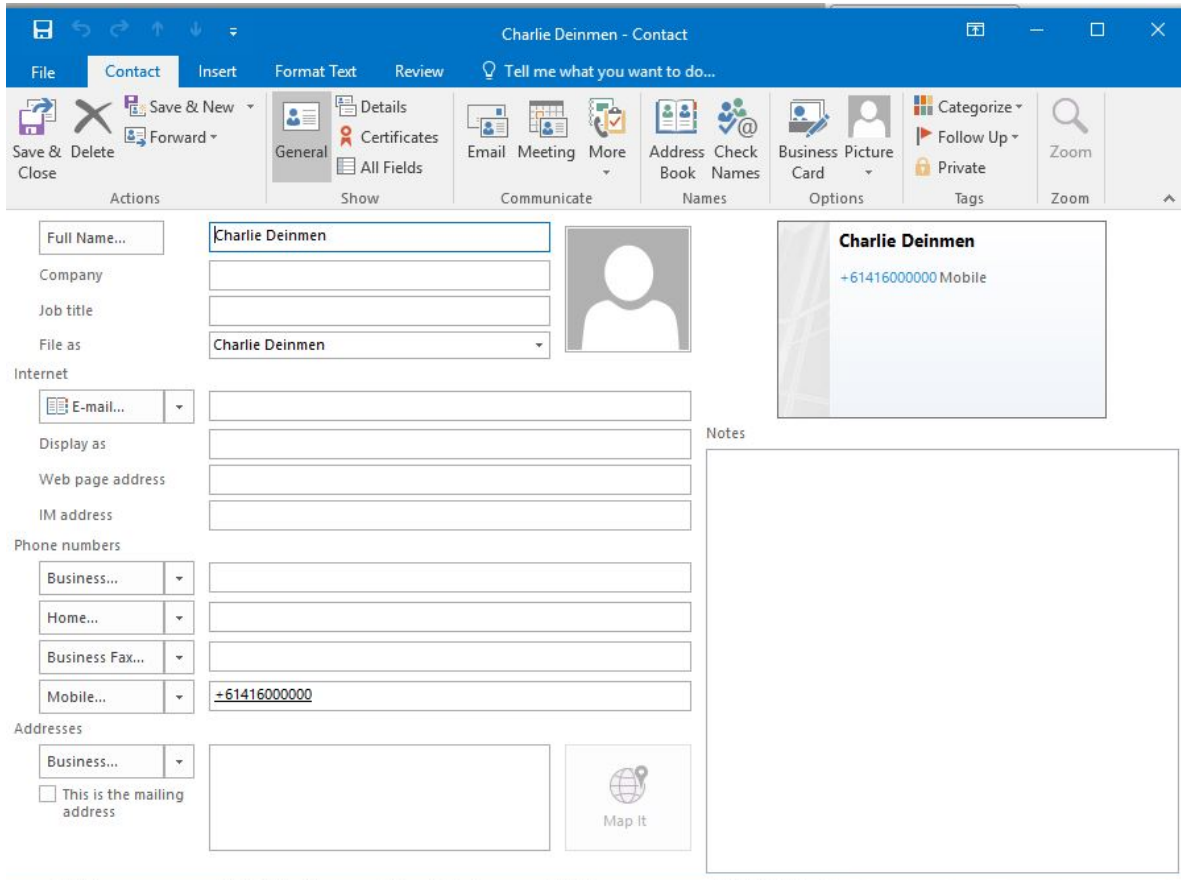 Charlie Deinmen - Contact
File Contact Insert Format Text Review Tell me what you want to do...
Save & Close
Delete
Save & New
Forward
Actions
General
Details
Certificates
All Fields
Show
Email
Meeting
More
Communicate
Address Book
Check Names
Names
Business Card
Picture
Options
Categorize
Follow Up
Private
Tags
Zoom
Zoom
Full Name... Charlie Deinmen
Company
Job title
File as Charlie Deinmen
Internet
E-mail...
Display as
Web page address
IM address
Phone numbers
Business...
Home...
Business Fax...
Mobile... +61416000000
Addresses
Business...
This is the mailing
address
Map It
Charlie Deinmen
+61416000000 Mobile
Notes